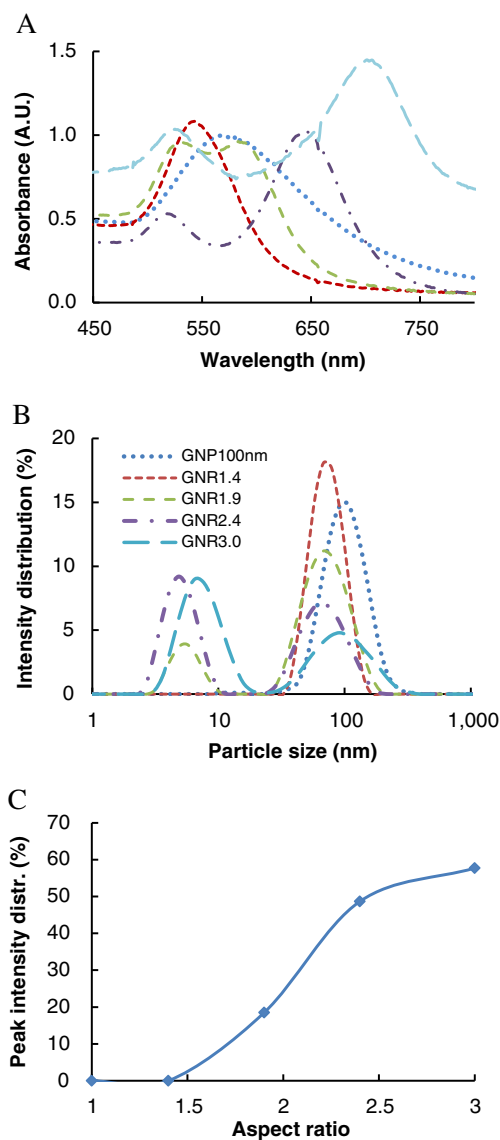 A
Absorbance (A.U.)
1.5
1.0
0.5
0.0
450 550 650 750
Wavelength (nm)
B
Intensity distribution (%)
20
15
10
5
0
GNP100nm
GNR1.4
GNR1.9
GNR2.4
GNR3.0
1 10 100 1,000
Particle size (nm)
C
Peak intensity distr. (%)
70
60
50
40
30
20
10
0
1 1.5 2 2.5 3
Aspect ratio